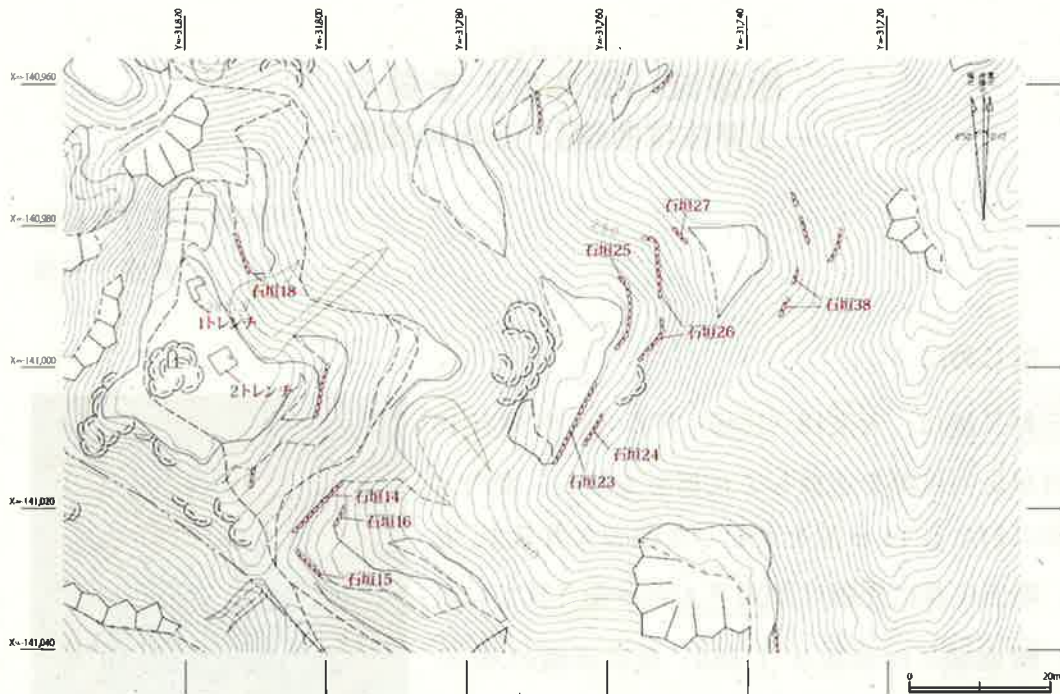 Y=-31,820
Y=-31,800
Y=-31,780
Y=-31,760
Y=-31,740
Y=-31,720
X=-140,960
X=-140,980
X=-141,000
X=-141,020
X=-141,040
石垣27
石垣25
石垣18
石垣38
1トレンチ
石垣26
2トレンチ
石垣24
石垣23
石垣14
石垣16
石垣15
0
20m